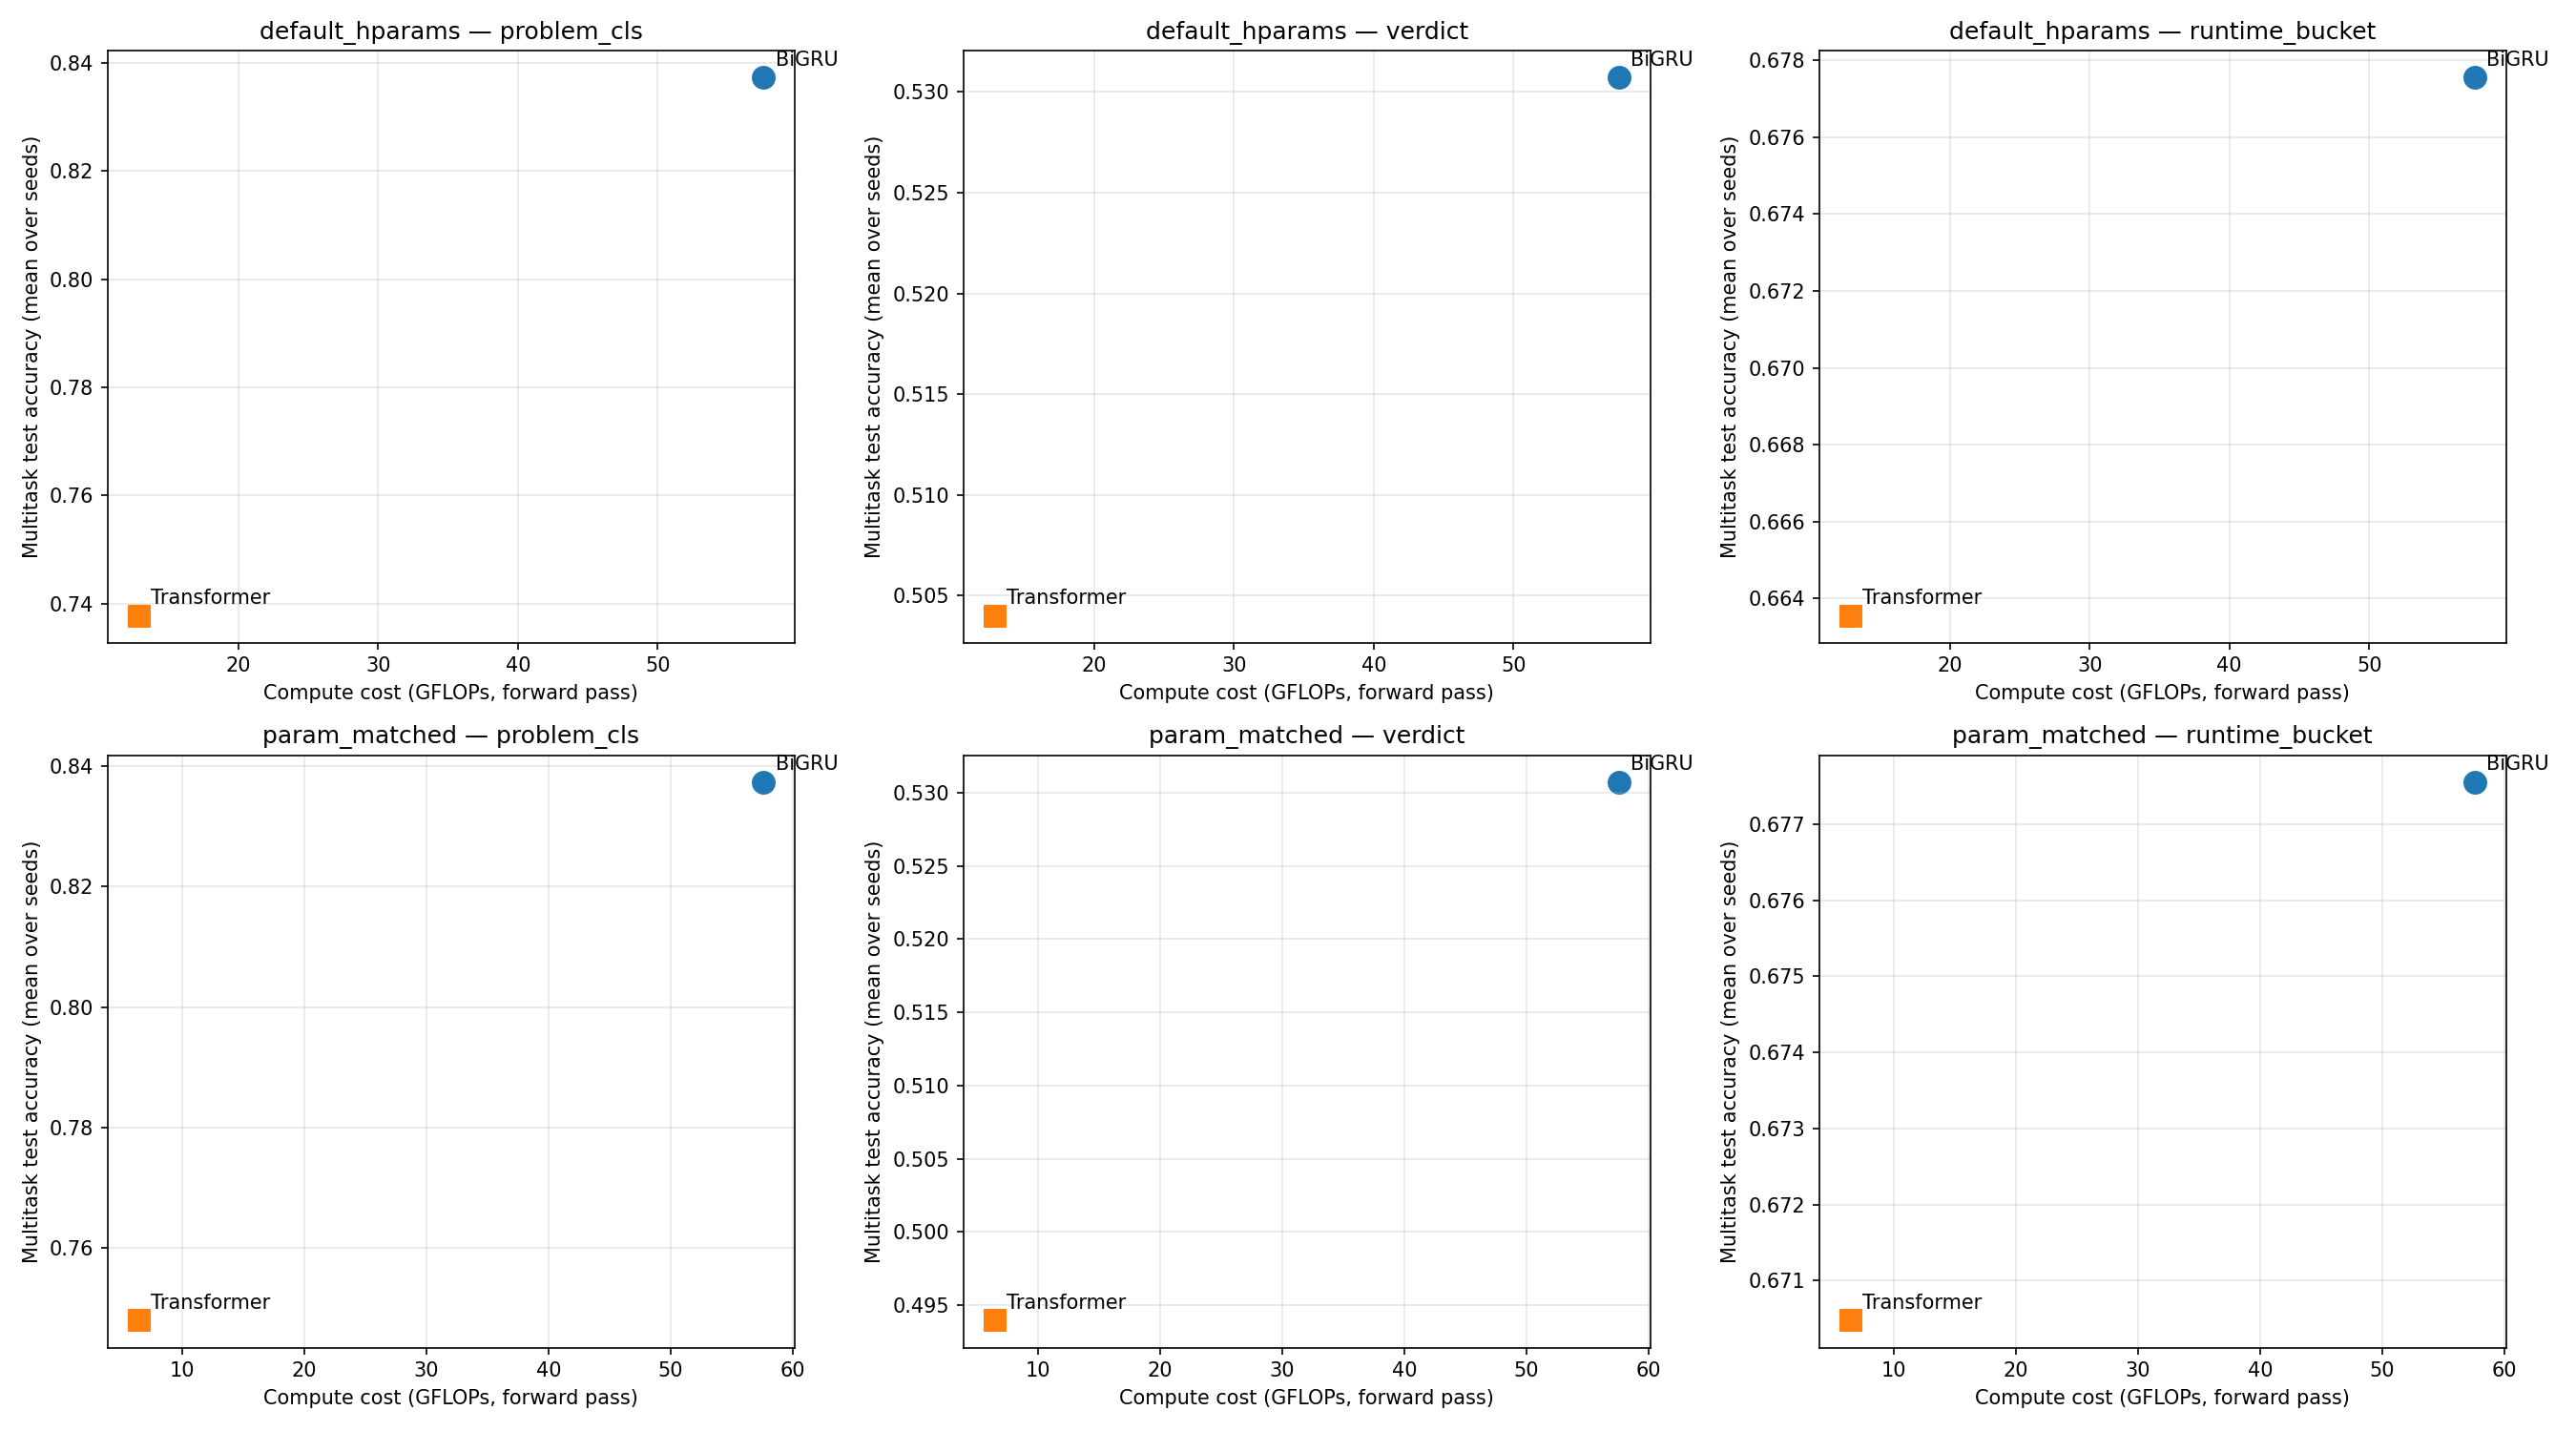 default_hparams — problem_cls
Multitask test accuracy (mean over seeds)
0.84
0.82
0.80
0.78
0.76
0.74
BiGRU
Transformer
20 30 40 50
Compute cost (GFLOPs, forward pass)
default_hparams — verdict
Multitask test accuracy (mean over seeds)
0.530
0.525
0.520
0.515
0.510
0.505
BiGRU
Transformer
20 30 40 50
Compute cost (GFLOPs, forward pass)
default_hparams — runtime_bucket
Multitask test accuracy (mean over seeds)
0.678
0.676
0.674
0.672
0.670
0.668
0.666
0.664
BiGRU
Transformer
20 30 40 50
Compute cost (GFLOPs, forward pass)
param_matched — problem_cls
Multitask test accuracy (mean over seeds)
0.84
0.82
0.80
0.78
0.76
BiGRU
Transformer
10 20 30 40 50 60
Compute cost (GFLOPs, forward pass)
param_matched — verdict
Multitask test accuracy (mean over seeds)
0.530
0.525
0.520
0.515
0.510
0.505
0.500
0.495
BiGRU
Transformer
10 20 30 40 50 60
Compute cost (GFLOPs, forward pass)
param_matched — runtime_bucket
Multitask test accuracy (mean over seeds)
0.677
0.676
0.675
0.674
0.673
0.672
0.671
BiGRU
Transformer
10 20 30 40 50 60
Compute cost (GFLOPs, forward pass)